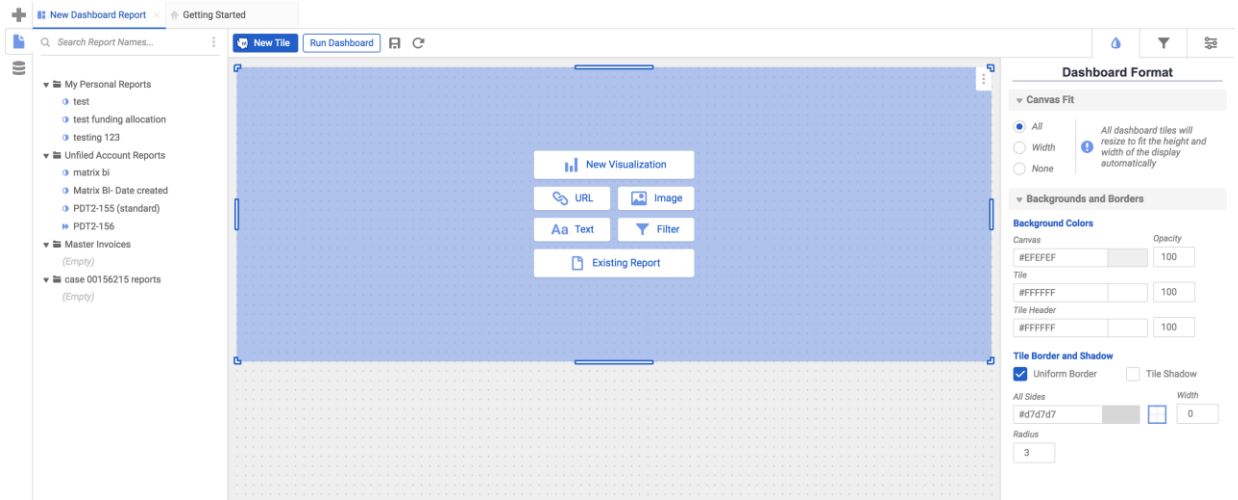 New Dashboard Report
Getting Started
Search Report Names...
New Tile
Run Dashboard
My Personal Reports
test
test funding allocation
testing 123
Unfiled Account Reports
matrix bi
Matrix BI- Date created
PDT2-155 (standard)
PDT2-156
Master Invoices
(Empty)
case 00156215 reports
(Empty)
New Visualization
URL
Image
Aa Text
Filter
Existing Report
Dashboard Format
Canvas Fit
All
Width
None
All dashboard tiles will
resize to fit the height and
width of the display
automatically
Backgrounds and Borders
Background Colors
Canvas
Opacity
#EFEFEF
100
Tile
#FFFFFF
100
Tile Header
#FFFFFF
100
Tile Border and Shadow
Uniform Border
Tile Shadow
All Sides
Width
#d7d7d7
0
Radius
3